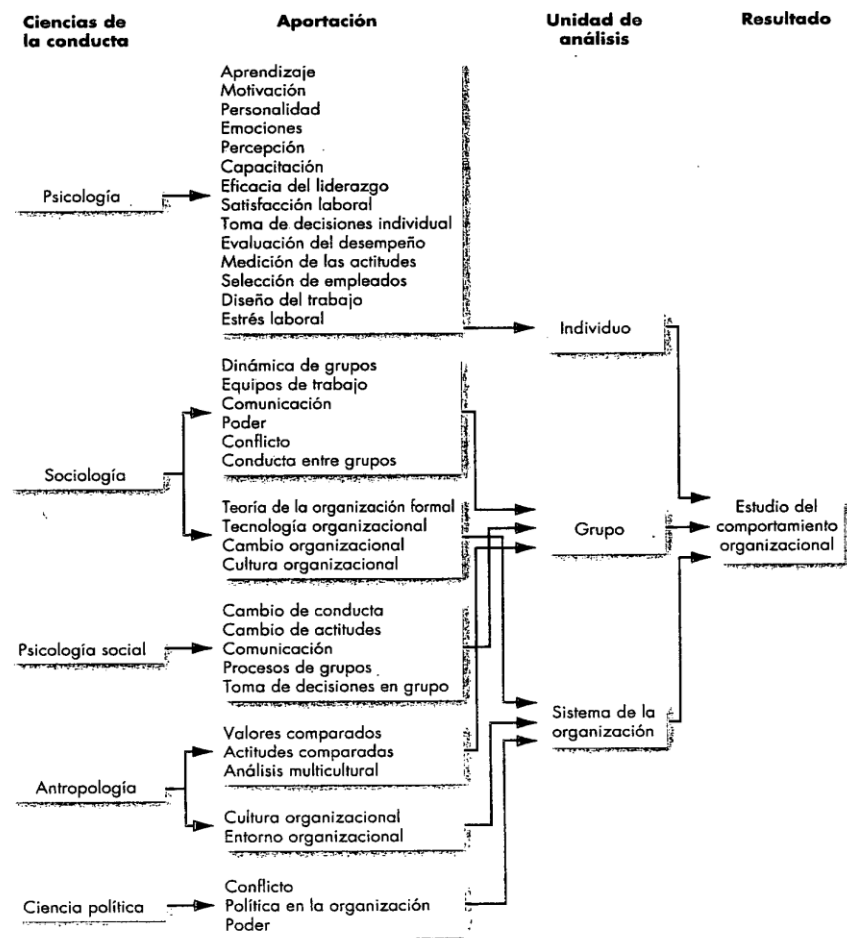 Ciencias de
la conducta
Aportación
Unidad de
análisis
Resultado
Psicología
Aprendizaje
Motivación
Personalidad
Emociones
Percepción
Capacitación
Eficacia del liderazgo
Satisfacción laboral
Toma de decisiones individual
Evaluación del desempeño
Medición de las actitudes
Selección de empleados
Diseño del trabajo
Estrés laboral
Individuo
Sociología
Dinámica de grupos
Equipos de trabajo
Comunicación
Poder
Conflicto
Conducta entre grupos
Teoría de la organización formal
Tecnología organizacional
Cambio organizacional
Cultura organizacional
Grupo
Estudio del
comportamiento
organizacional
Psicología social
Cambio de conducta
Cambio de actitudes
Comunicación
Procesos de grupos
Toma de decisiones en grupo
Sistema de la
organización
Antropología
Valores comparados
Actitudes comparadas
Análisis multicultural
Cultura organizacional
Entorno organizacional
Ciencia política
Conflicto
Política en la organización
Poder